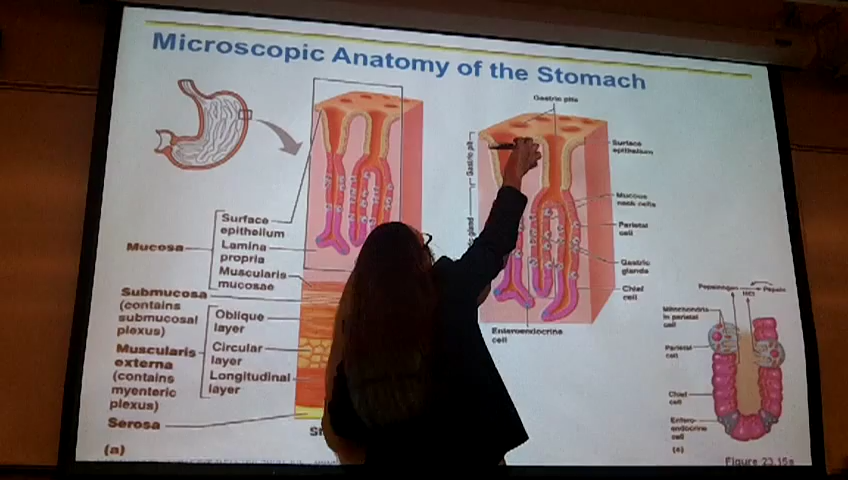 Microscopic Anatomy of the Stomach
Gastric pits
Surface
epithelium
Gastric pit
Mucous
neck cells
Parietal
cell
Gastric
glands
Chief
cell
Enteroendocrine
cell
Surface
epithelium
Mucosa
Lamina
propria
Muscularis
mucosae
Submucosa
(contains
submucosal
plexus)
Oblique
layer
Muscularis
externa
(contains
myenteric
plexus)
Circular
layer
Longitudinal
layer
Serosa
(a)
Pepsinogen
HCl
Pepsin
Mitochondria
in parietal
cell
Parietal
cell
Chief
cell
Entero-
endocrine
cell
(c)
Figure 23.15a